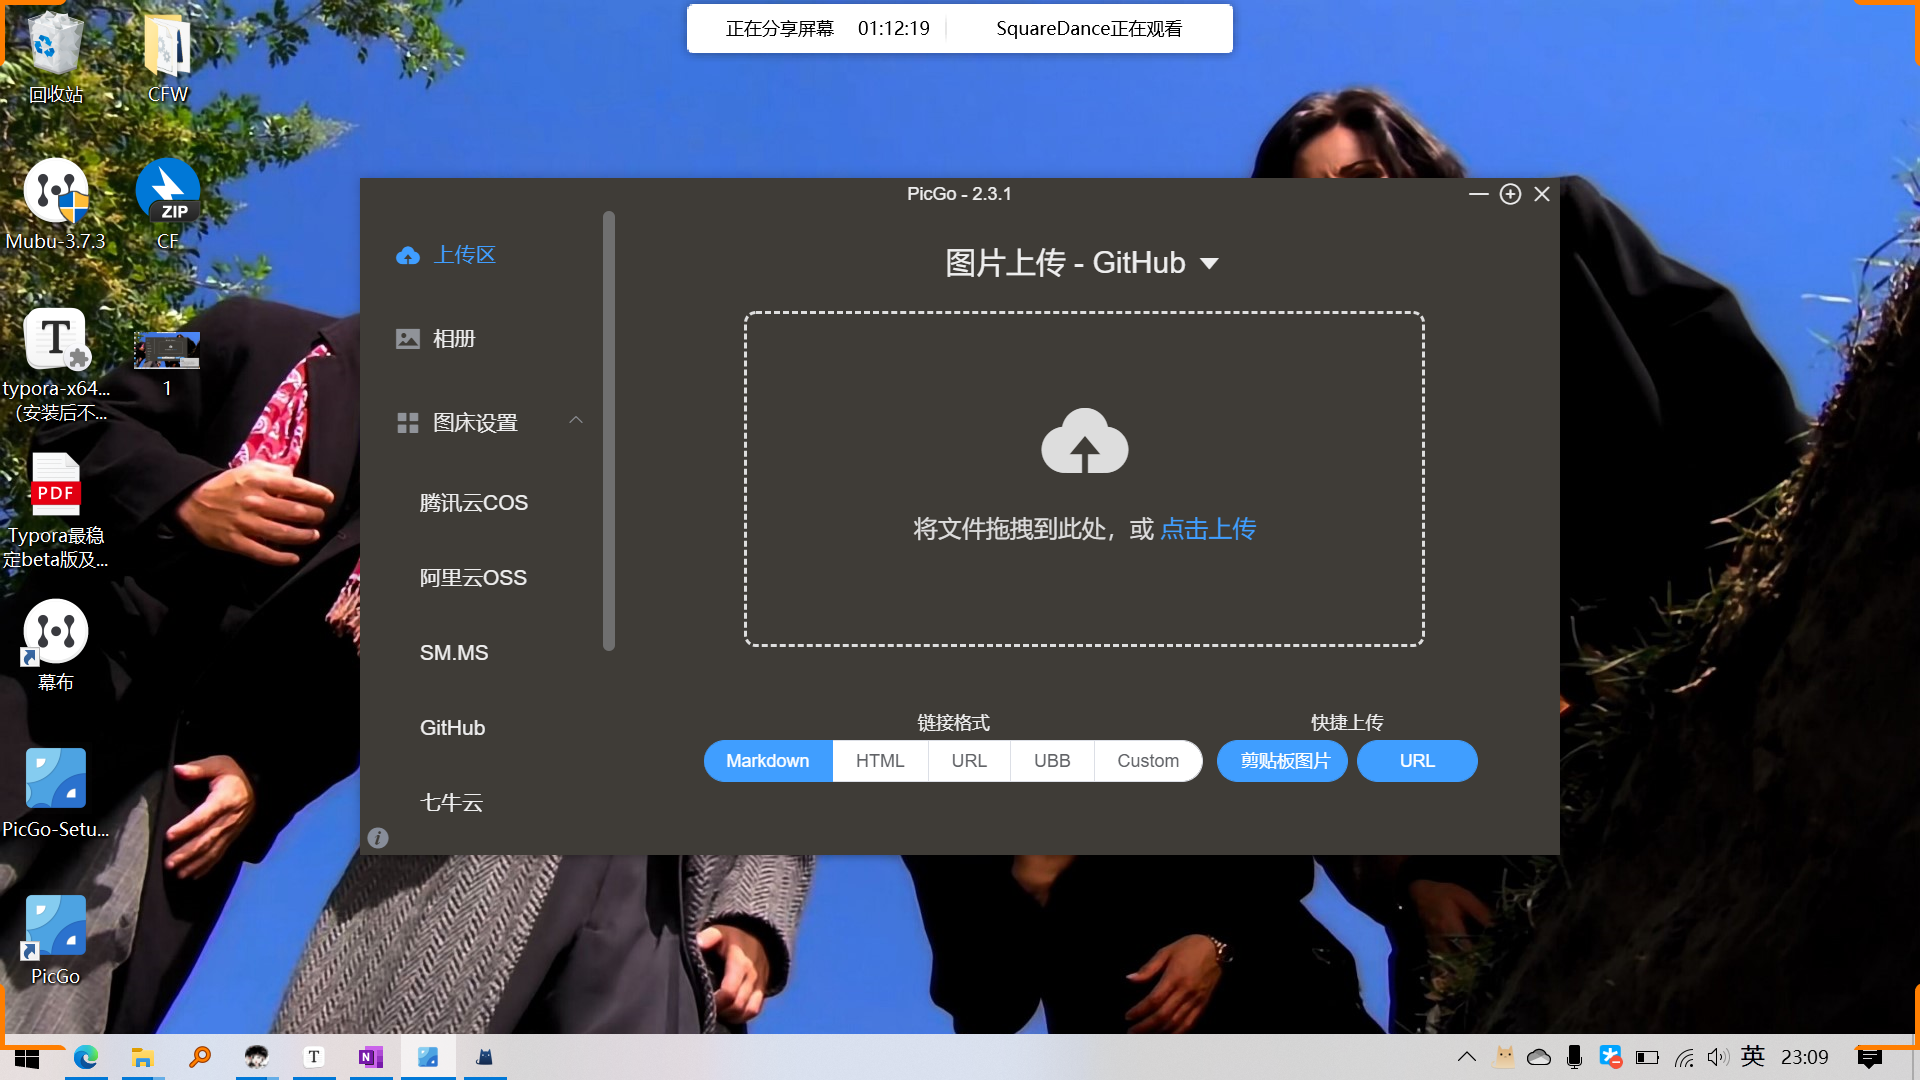 正在分享屏幕 01:12:19 SquareDance正在观看
回收站
CFW
Mubu-3.7.3
ZIP
CF
T
typora-x64...
(安装后不...
1
PDF
Typora最稳
定beta版及...
幕布
PicGo-Setu...
PicGo
PicGo - 2.3.1
上传区
相册
图床设置
腾讯云COS
阿里云OSS
SM.MS
GitHub
七牛云
图片上传 - GitHub
将文件拖拽到此处，或 点击上传
链接格式
Markdown HTML URL UBB Custom
快捷上传
剪贴板图片 URL
T N 英 23:09